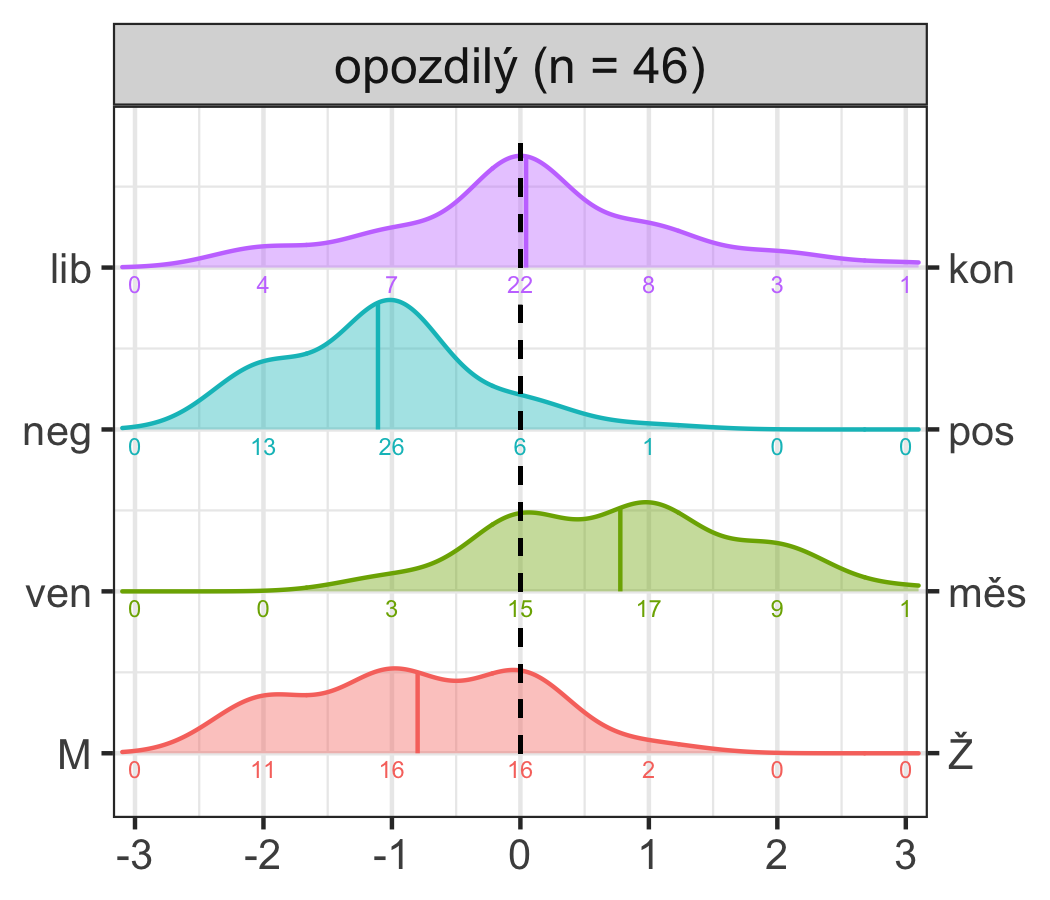 opozdilý (n = 46)
lib kon
0 4 7 22 8 3 1
neg pos
0 13 26 6 1 0 0
ven měs
0 0 3 15 17 9 1
M Ž
0 11 16 16 2 0 0
-3 -2 -1 0 1 2 3